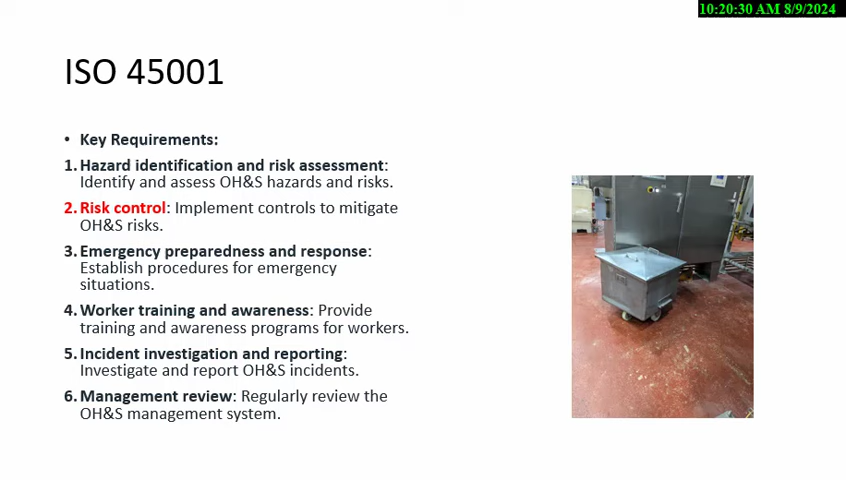 10:20:30 AM 8/9/2024
ISO 45001
• Key Requirements:
1. Hazard identification and risk assessment:
Identify and assess OH&S hazards and risks.
2. Risk control: Implement controls to mitigate
OH&S risks.
3. Emergency preparedness and response:
Establish procedures for emergency
situations.
4. Worker training and awareness: Provide
training and awareness programs for workers.
5. Incident investigation and reporting:
Investigate and report OH&S incidents.
6. Management review: Regularly review the
OH&S management system.